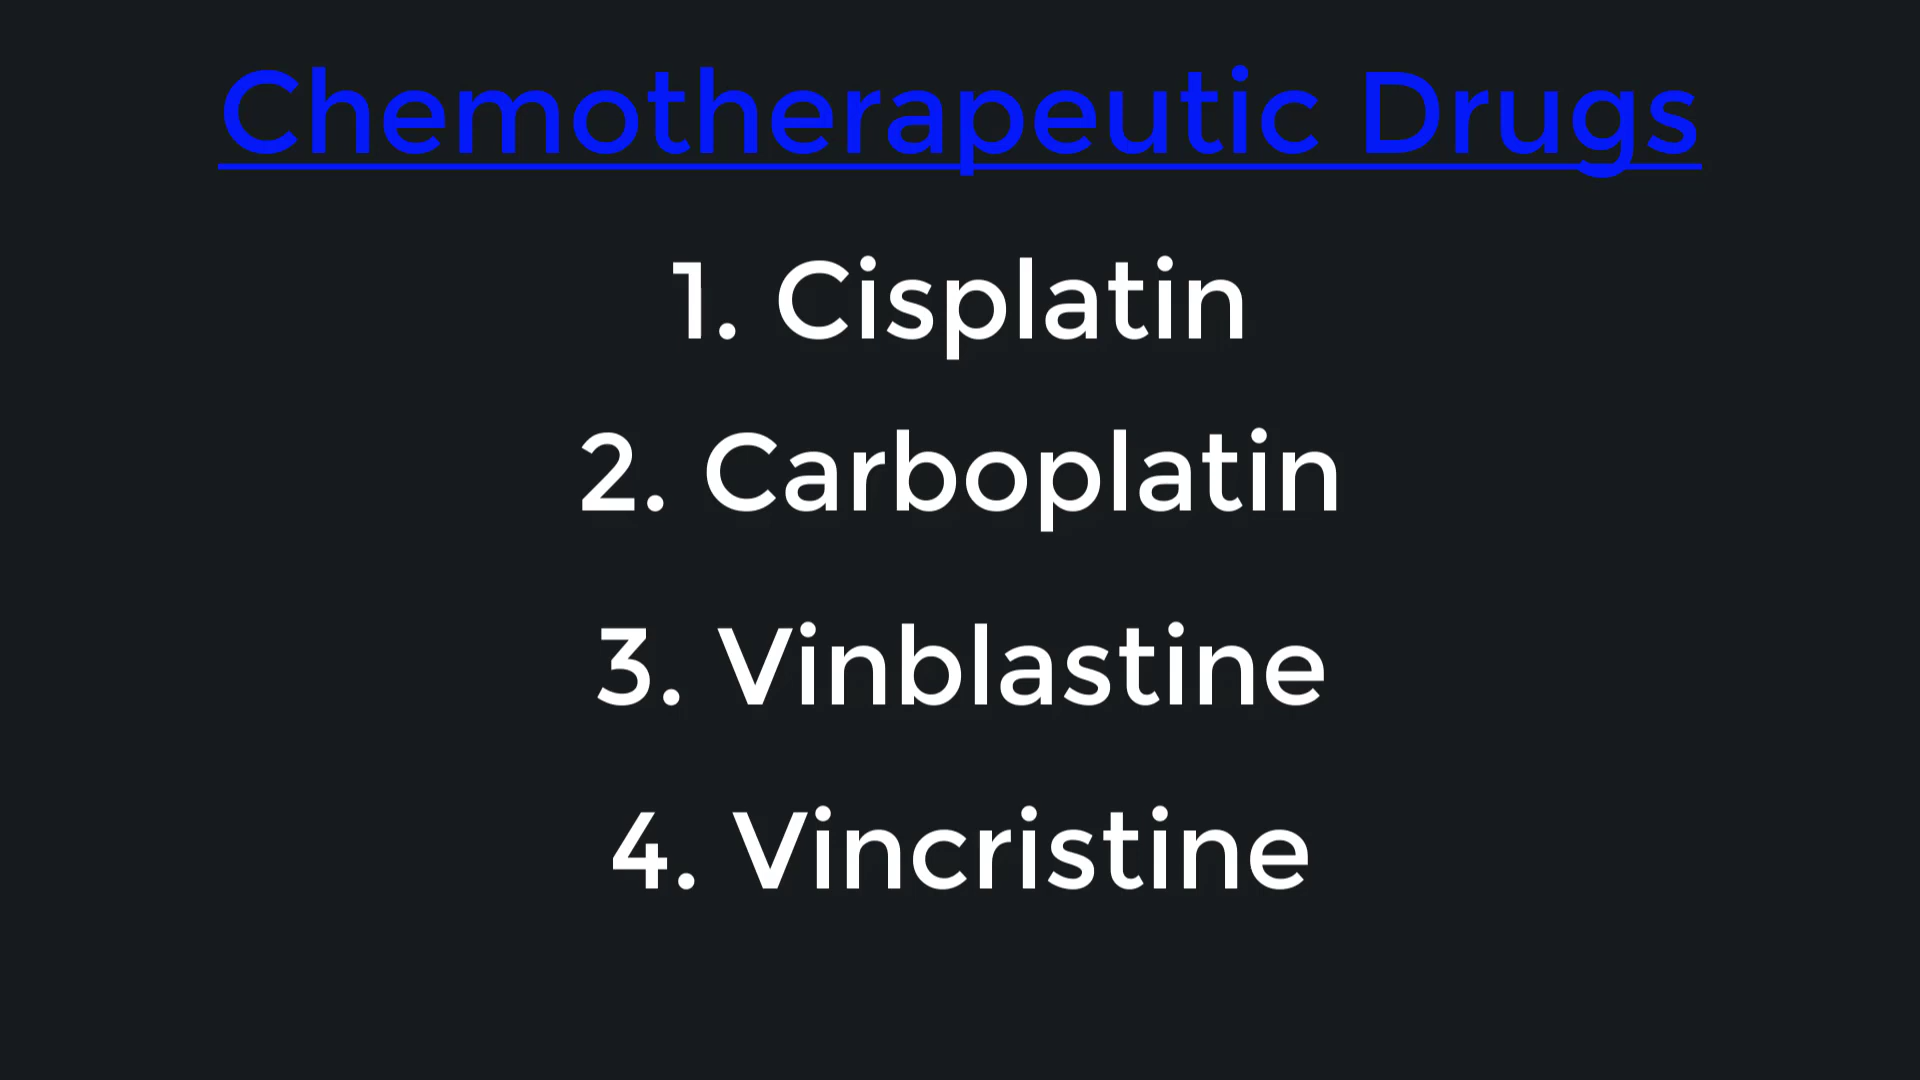 Chemotherapeutic Drugs
1. Cisplatin
2. Carboplatin
3. Vinblastine
4. Vincristine